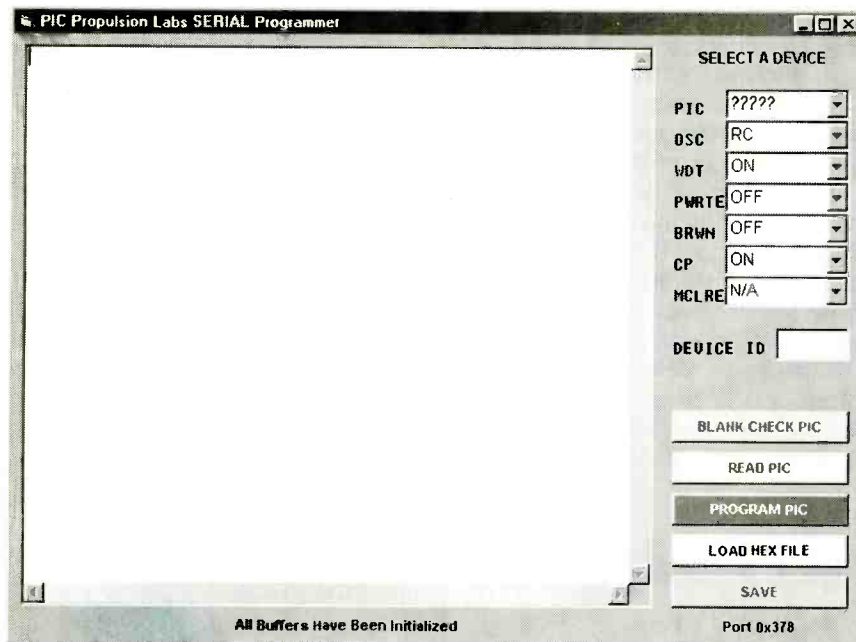 PIC Propulsion Labs SERIAL Programmer
SELECT A DEVICE
PIC ?????
OSC RC
WDT ON
PWRTE OFF
BRWN OFF
CP ON
MCLRE N/A
DEVICE ID
BLANK CHECK PIC
READ PIC
PROGRAM PIC
LOAD HEX FILE
SAVE
All Buffers Have Been Initialized
Port 0x378